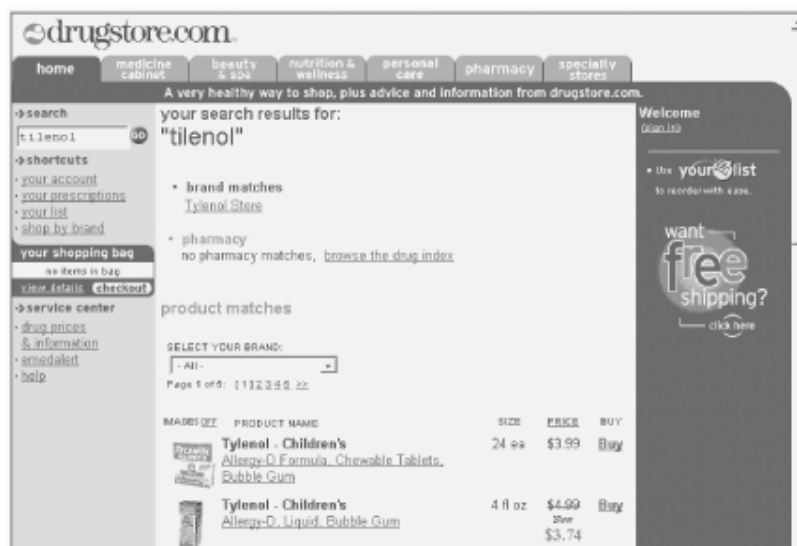 drugstore.com
home
medicine cabinet
beauty & spa
nutrition & wellness
personal care
pharmacy
specialty stores
A very healthy way to shop, plus advice and information from drugstore.com.
search
tilenol GO
shortcuts
your account
your prescriptions
your list
shop by brand
your shopping bag
no items in bag
view details checkout
service center
drug prices
& information
emedalert
help
your search results for:
"tilenol"
• brand matches
Tylenol Store
• pharmacy
no pharmacy matches, browse the drug index
product matches
SELECT YOUR BRAND:
- All -
Page 1 of 5: [1] 2 3 4 5 >>
IMAGES OFF PRODUCT NAME SIZE PRICE BUY
Tylenol - Children's 24 ea $3.99 Buy
Allergy-D Formula, Chewable Tablets,
Bubble Gum
Tylenol - Children's 4 fl oz $4.99 Buy
Allergy-D, Liquid, Bubble Gum Now
$3.74
Welcome
(sign in)
• Use your list
to reorder with ease.
want
free
shipping?
click here